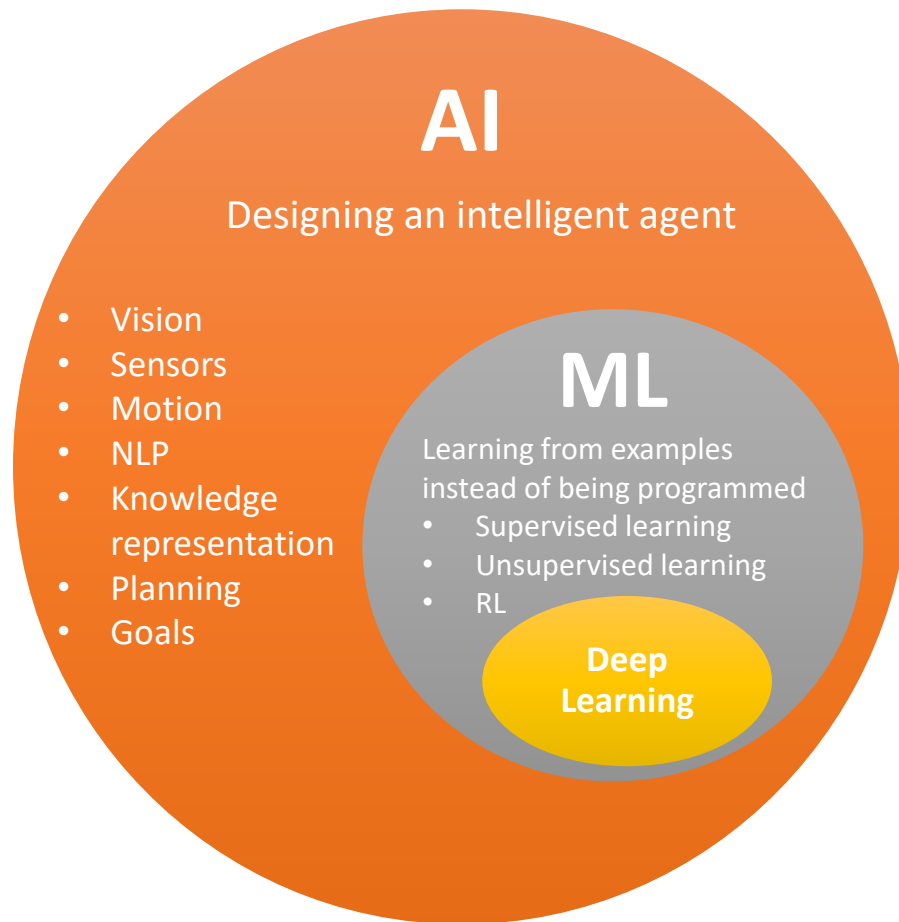 AI
Designing an intelligent agent
• Vision
• Sensors
• Motion
• NLP
• Knowledge
representation
• Planning
• Goals
ML
Learning from examples
instead of being programmed
• Supervised learning
• Unsupervised learning
• RL
Deep
Learning